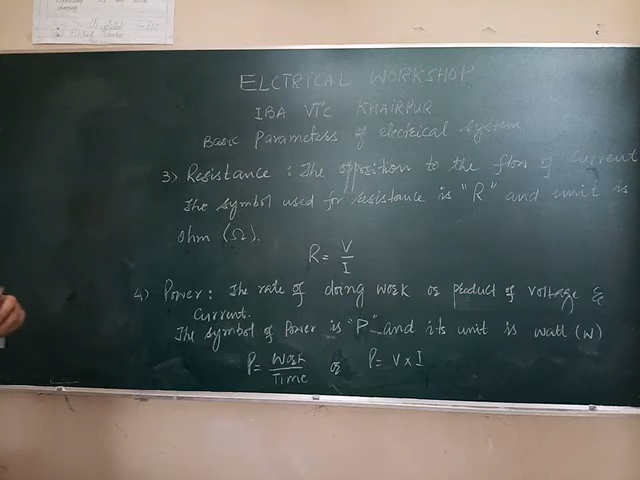 ELCTRICAL WORKSHOP
IBA VTC KHAIRPUR
Basic Parameters of electrical system
3) Resistance : The opposition to the flow of current
The symbol used for resistance is "R" and unit is
ohm (Ω).
R = V/I
4) Power : The rate of doing work or product of voltage &
current.
The symbol of Power is "P" and its unit is watt (W)
P = Work/Time or P = V x I